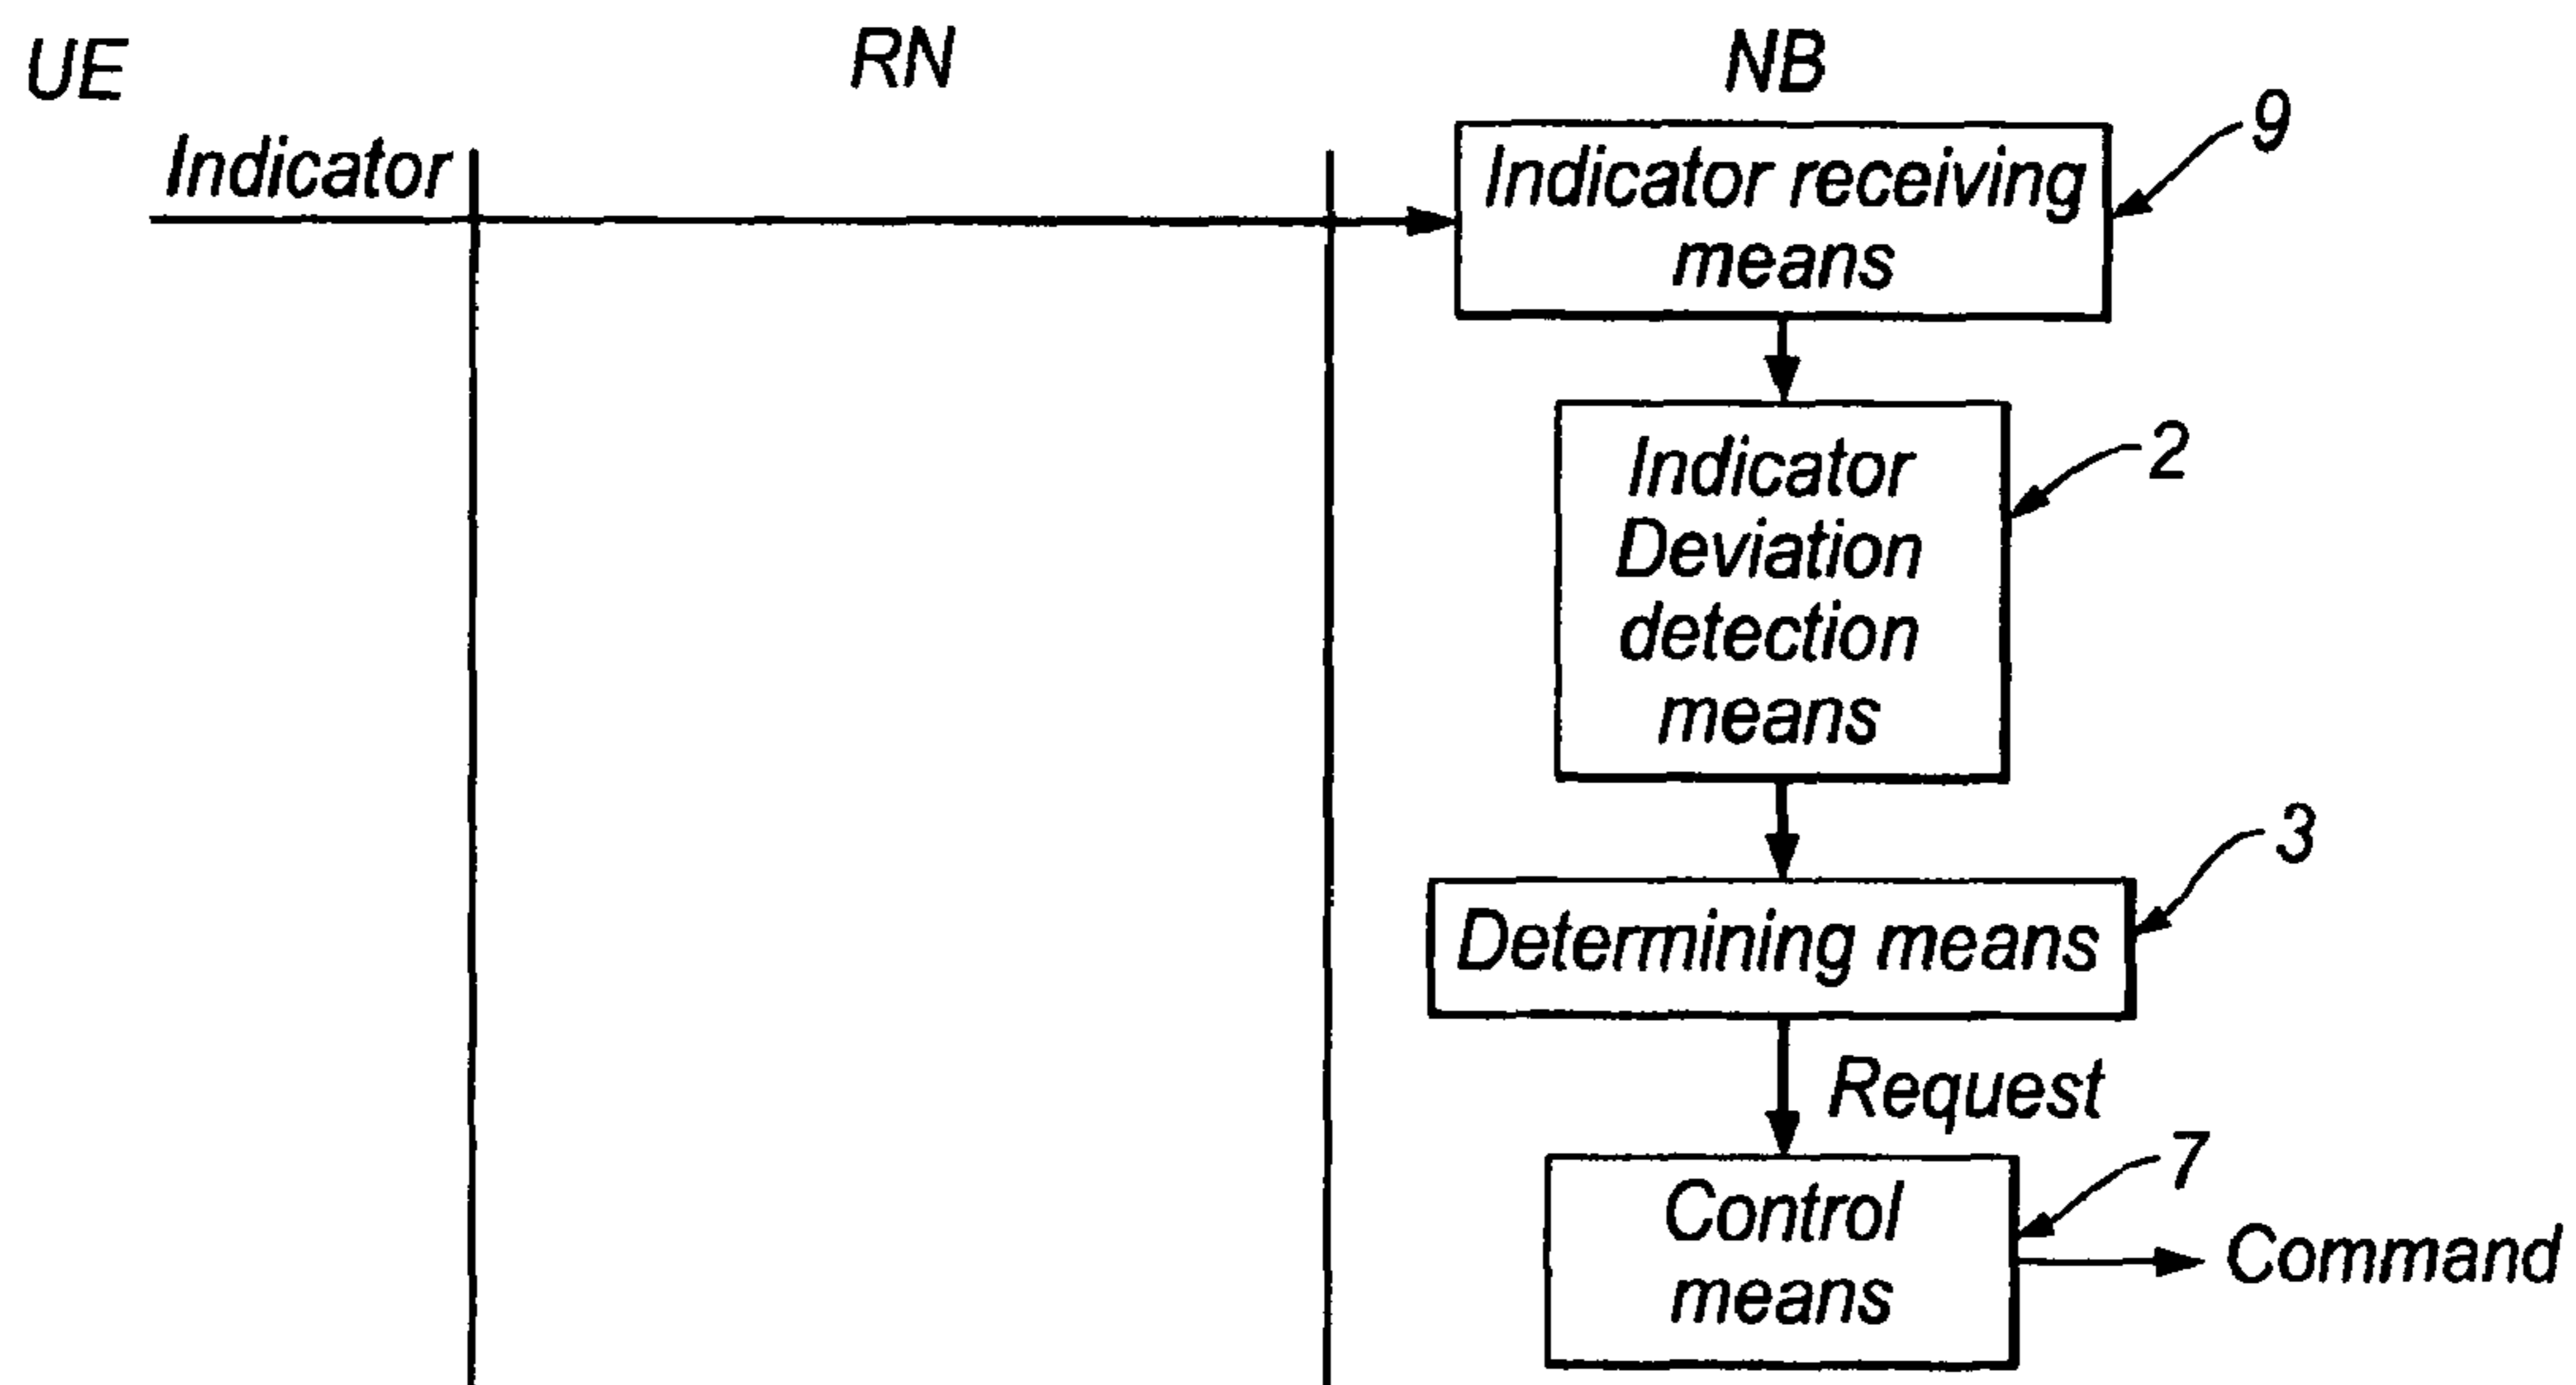 UE
RN
NB
Indicator
Indicator receiving
means
9
Indicator
Deviation
detection
means
2
Determining means
3
Request
Control
means
7
Command